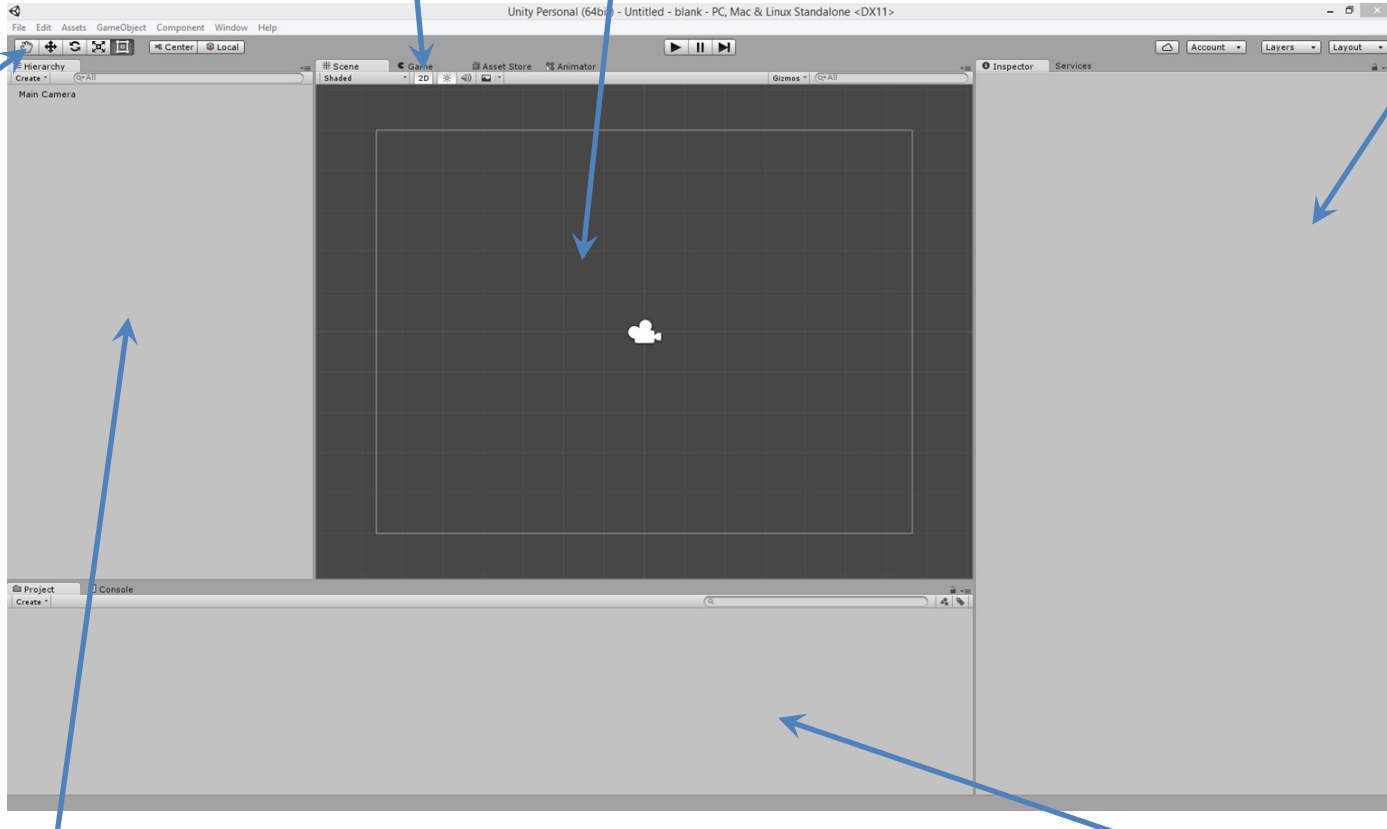 Unity Personal (64bit) - Untitled - blank - PC, Mac & Linux Standalone <DX11>
File Edit Assets GameObject Component Window Help
Center Local Account Layers Layout
Hierarchy Scene Game Asset Store Animator Inspector Services
Create All Shaded 2D Gizmos All
Main Camera
Project Console
Create